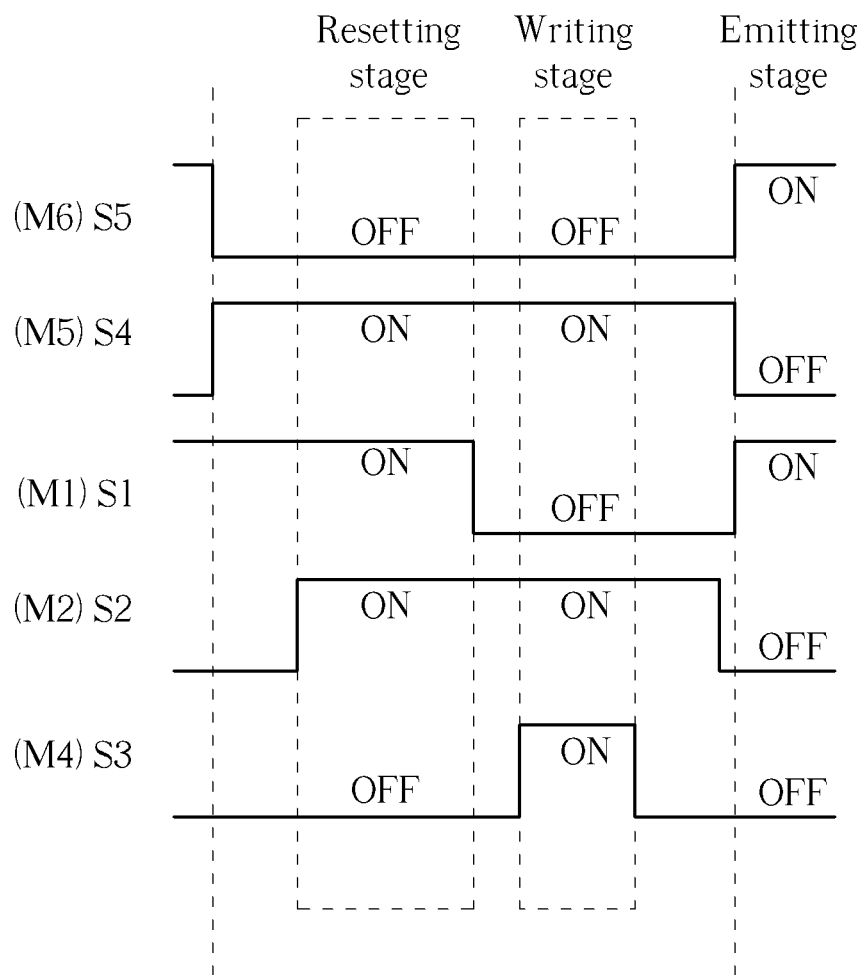 Resetting stage
Writing stage
Emitting stage
(M6) S5
OFF
OFF
ON
(M5) S4
ON
ON
OFF
(M1) S1
ON
OFF
ON
(M2) S2
ON
ON
OFF
(M4) S3
OFF
ON
OFF